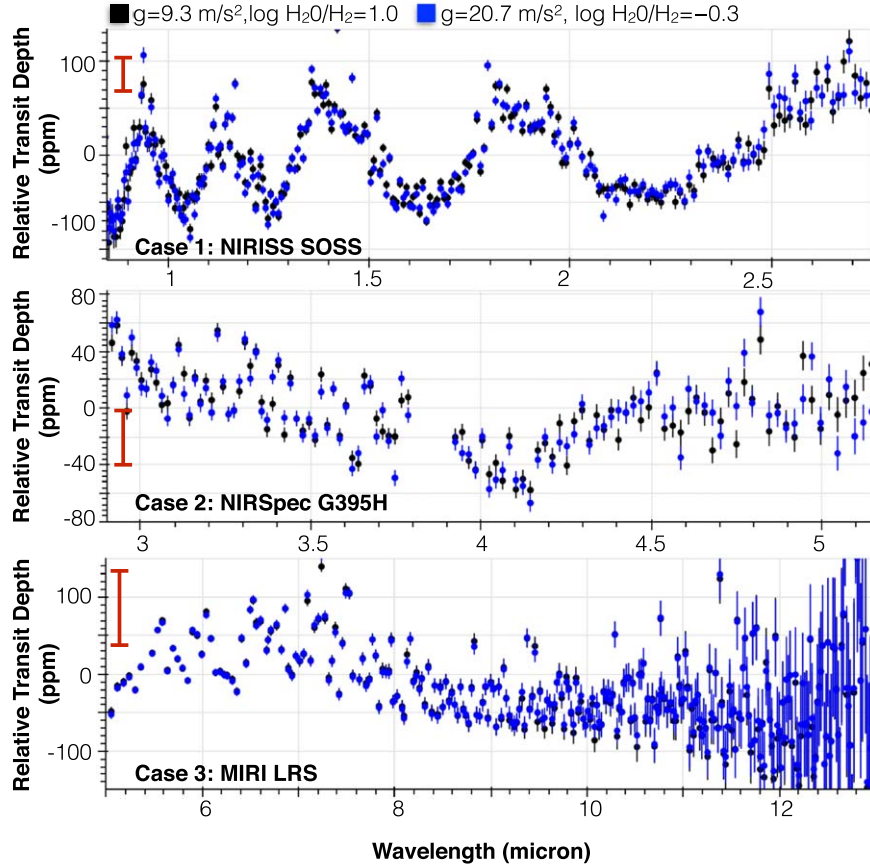 g=9.3 m/s²,log H₂0/H₂=1.0 g=20.7 m/s², log H₂0/H₂=−0.3
Relative Transit Depth
(ppm)
100
0
-100
Case 1: NIRISS SOSS
1 1.5 2 2.5
Relative Transit Depth
(ppm)
80
40
0
-40
-80
Case 2: NIRSpec G395H
3 3.5 4 4.5 5
Relative Transit Depth
(ppm)
100
0
-100
Case 3: MIRI LRS
6 8 10 12
Wavelength (micron)